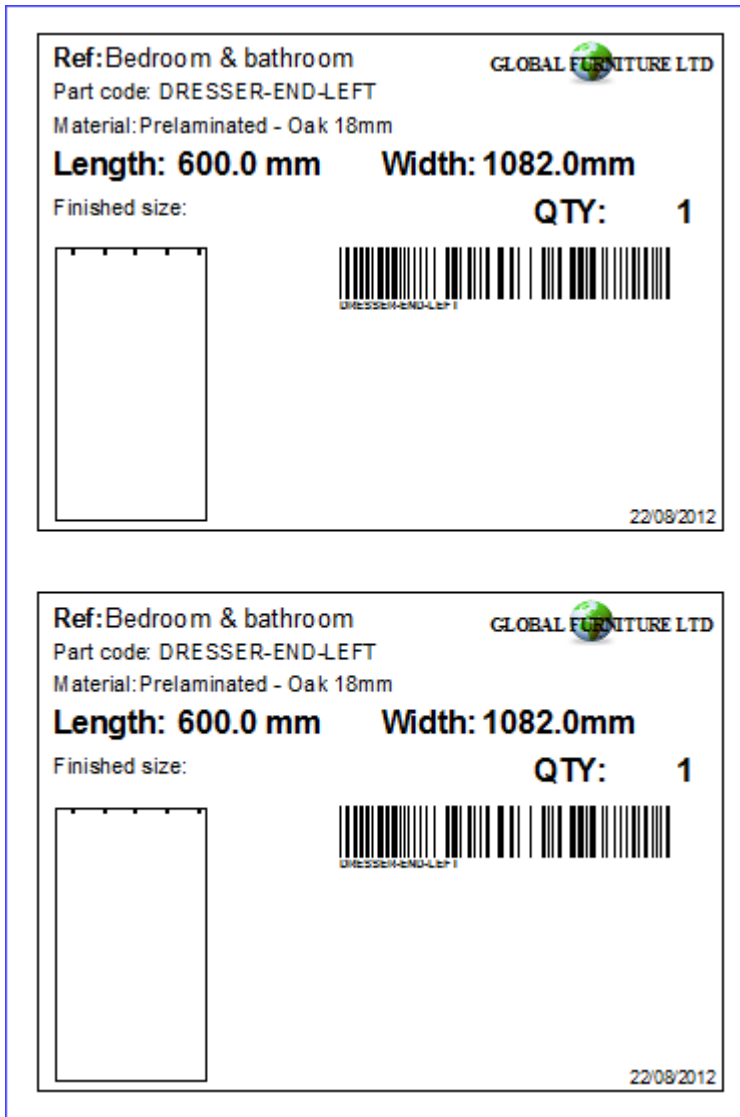 Ref:Bedroom & bathroom
GLOBAL FURNITURE LTD
Part code: DRESSER-END-LEFT
Material:Prelaminated - Oak 18mm
Length: 600.0 mm Width: 1082.0mm
Finished size: QTY: 1
DRESSER-END-LEFT
22/08/2012
Ref:Bedroom & bathroom
GLOBAL FURNITURE LTD
Part code: DRESSER-END-LEFT
Material:Prelaminated - Oak 18mm
Length: 600.0 mm Width: 1082.0mm
Finished size: QTY: 1
DRESSER-END-LEFT
22/08/2012